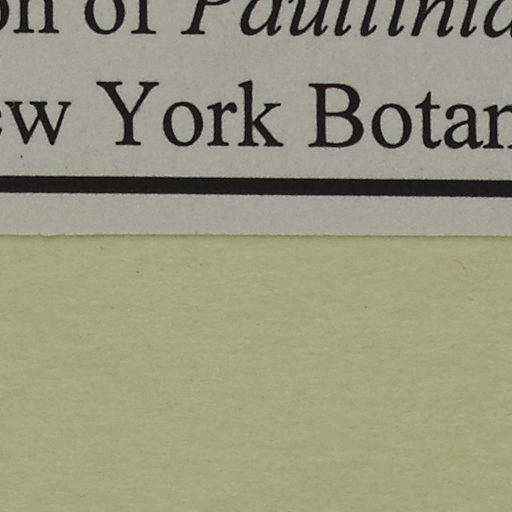 on of Paullinia
ew York Botan